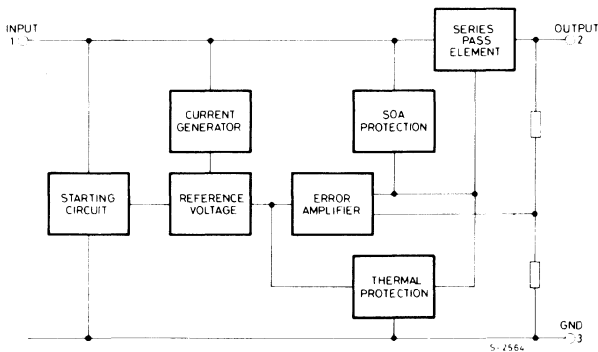 INPUT
1
SERIES
PASS
ELEMENT
OUTPUT
2
CURRENT
GENERATOR
SOA
PROTECTION
STARTING
CIRCUIT
REFERENCE
VOLTAGE
ERROR
AMPLIFIER
THERMAL
PROTECTION
GND
3
S-2564